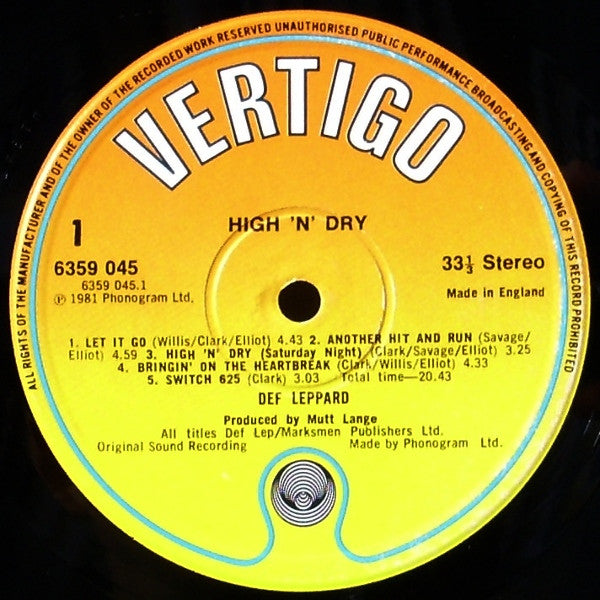 ALL RIGHTS OF THE MANUFACTURER AND OF THE OWNER OF THE RECORDED WORK RESERVED UNAUTHORISED PUBLIC PERFORMANCE BROADCASTING AND COPYING OF THIS RECORD PROHIBITED
VERTIGO
HIGH 'N' DRY
1
6359 045
6359 045.1
℗ 1981 Phonogram Ltd.
33⅓ Stereo
Made in England
1. LET IT GO (Willis/Clark/Elliot) 4.43 2. ANOTHER HIT AND RUN (Savage/
Elliot) 4.59 3. HIGH 'N' DRY (Saturday Night) (Clark/Savage/Elliot) 3.25
4. BRINGIN' ON THE HEARTBREAK (Clark/Willis/Elliot) 4.33
5. SWITCH 625 (Clark) 3.03 Total time—20.43
DEF LEPPARD
Produced by Mutt Lange
All titles Def Lep/Marksmen Publishers Ltd.
Original Sound Recording Made by Phonogram Ltd.